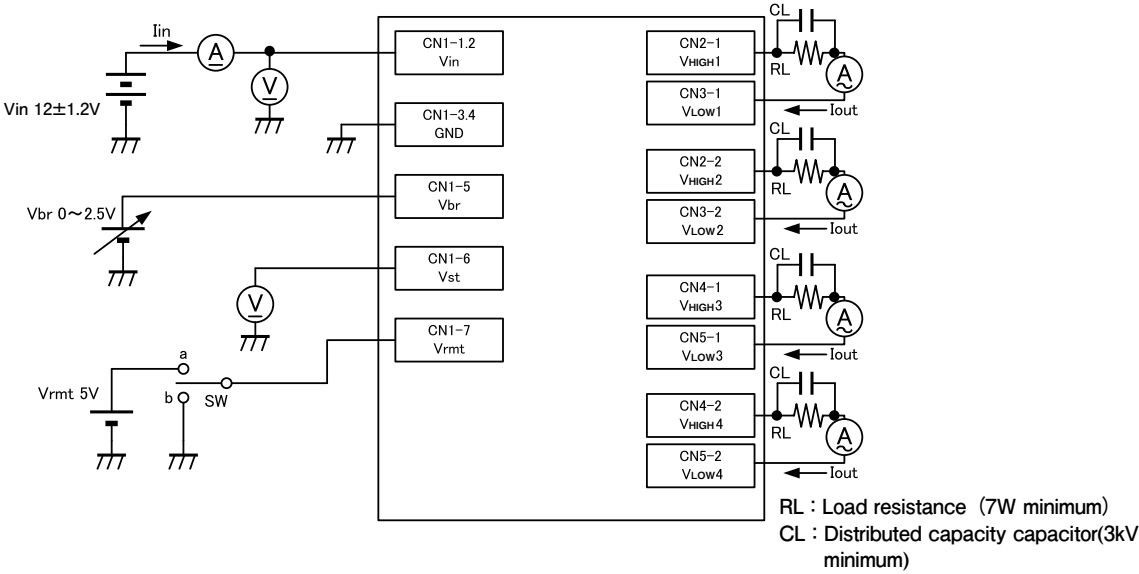 Iin
A
V
Vin 12±1.2V
CN1-1.2
Vin
CN1-3.4
GND
Vbr 0～2.5V
CN1-5
Vbr
CN1-6
Vst
V
CN1-7
Vrmt
a
Vrmt 5V
b
SW
CL
CN2-1
VHIGH1
RL
A
CN3-1
VLOW1
Iout
CL
CN2-2
VHIGH2
RL
A
CN3-2
VLOW2
Iout
CL
CN4-1
VHIGH3
RL
A
CN5-1
VLOW3
Iout
CL
CN4-2
VHIGH4
RL
A
CN5-2
VLOW4
Iout
RL : Load resistance (7W minimum)
CL : Distributed capacity capacitor(3kV
minimum)